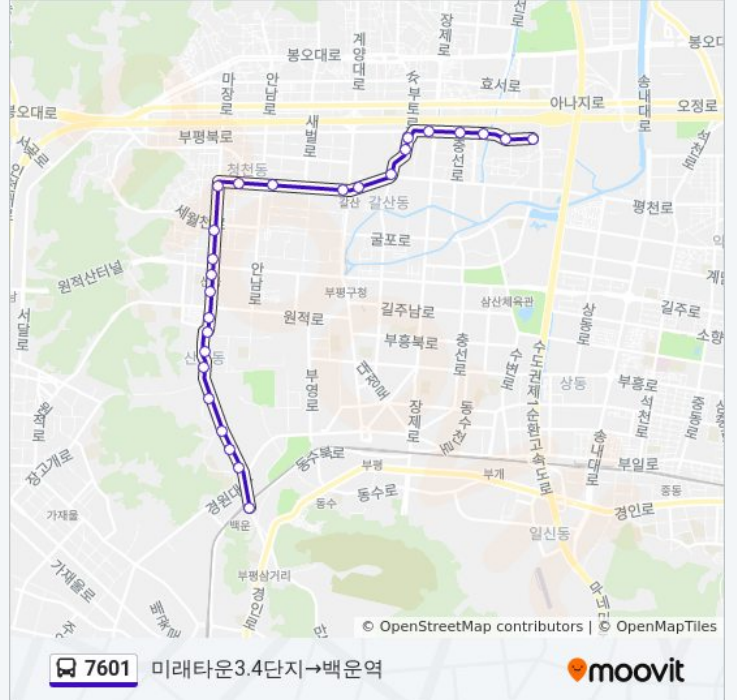 장제로
선로
계양대로
봉오대로
봉오대
마장로
안남로
부토로
효서로
송내대로
봉오대로
아나지로
오정로
새벌로
부평북로
서곶로
석천로
충선로
청천동
갈산
갈산동
평천로
세월천로
굴포로
원적산터널
안남로
계
부평구청
길주남로
삼산체육관
길주로
서달로
원적로
부흥북로
충선로
상동로
소향
수변로
수도권제1순환고속도로
산
동
상동
부흥로
부영로
장제로
동수천로
석천로
중동로
원적로
장고개로
동수북로
부평
송내대로
부일로
부개
중동
경원대
동수
동수로
경인로
가재울
백운
일신동
가재울로
부평삼거리
경인로
© OpenStreetMap contributors | © OpenMapTiles
7601 미래타운3.4단지→백운역
moovit